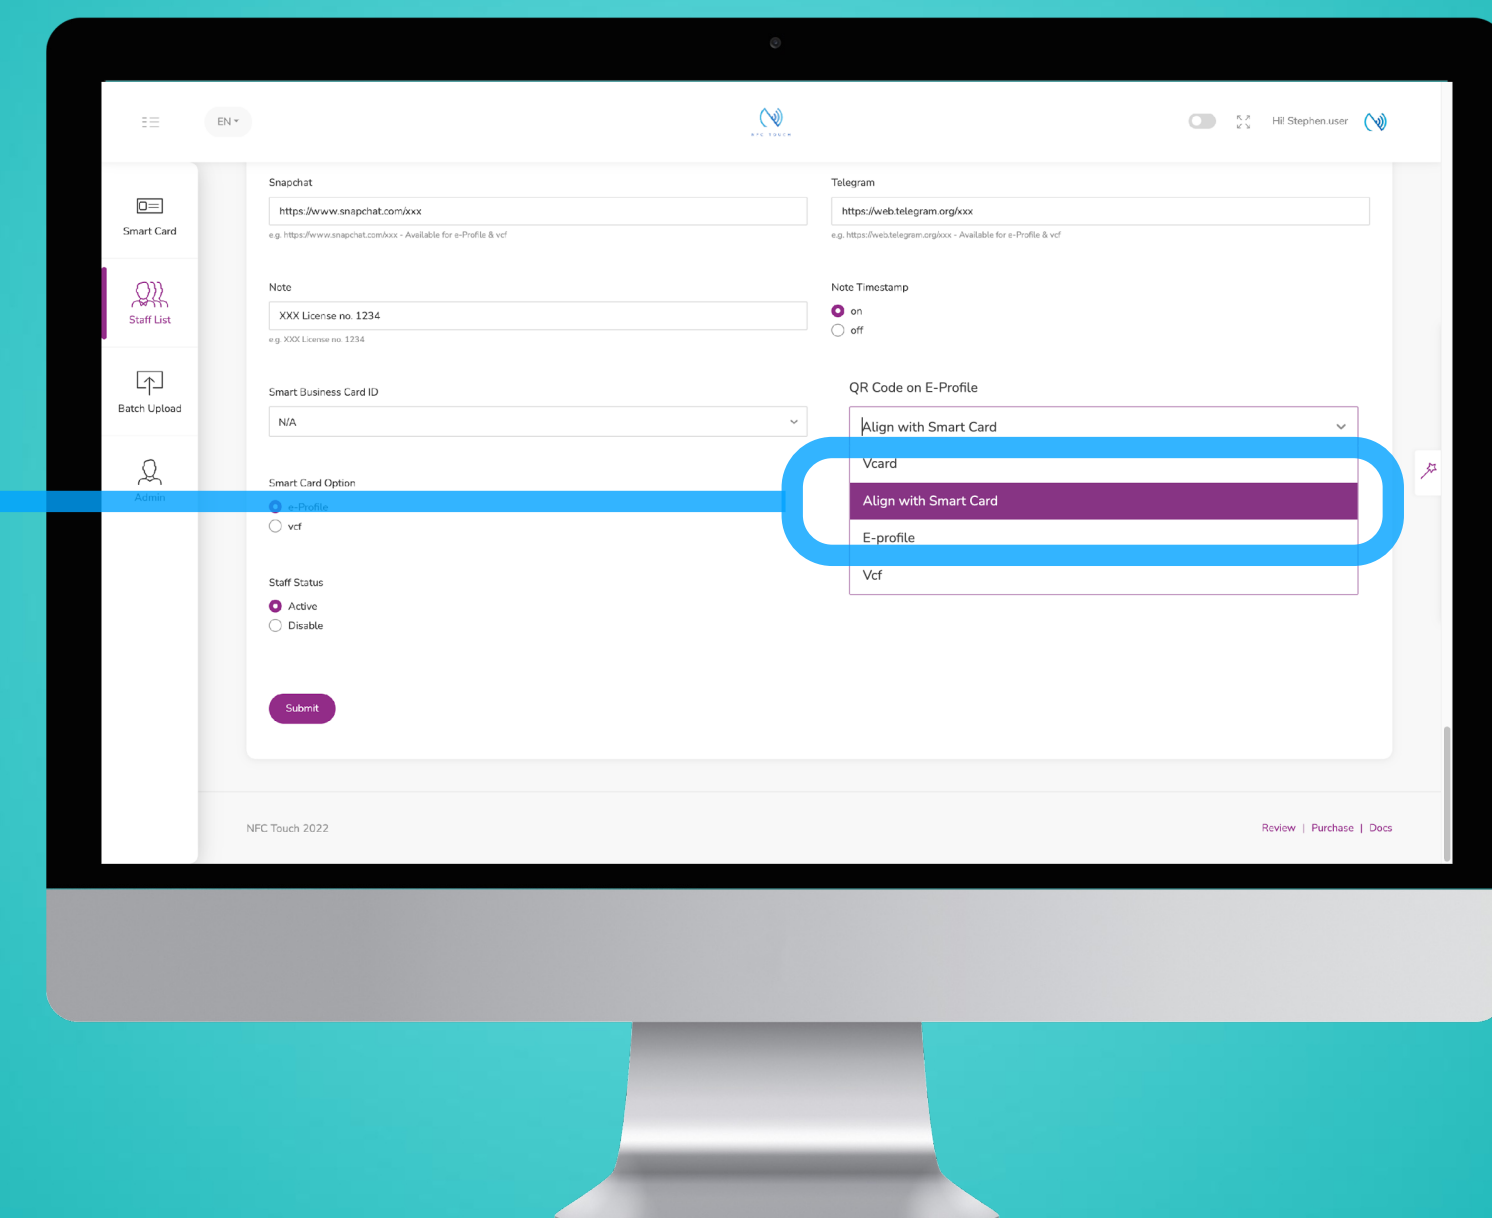 EN
NFC TOUCH
Hi! Stephen.user
Smart Card
Staff List
Batch Upload
Admin
Snapchat
https://www.snapchat.com/xxx
e.g. https://www.snapchat.com/xxx - Available for e-Profile & vcf
Telegram
https://web.telegram.org/xxx
e.g. https://web.telegram.org/xxx - Available for e-Profile & vcf
Note
XXX License no. 1234
e.g. XXX License no. 1234
Note Timestamp
on
off
Smart Business Card ID
N/A
QR Code on E-Profile
Align with Smart Card
Vcard
Align with Smart Card
E-profile
Vcf
Smart Card Option
e-Profile
vcf
Staff Status
Active
Disable
Submit
NFC Touch 2022
Review | Purchase | Docs